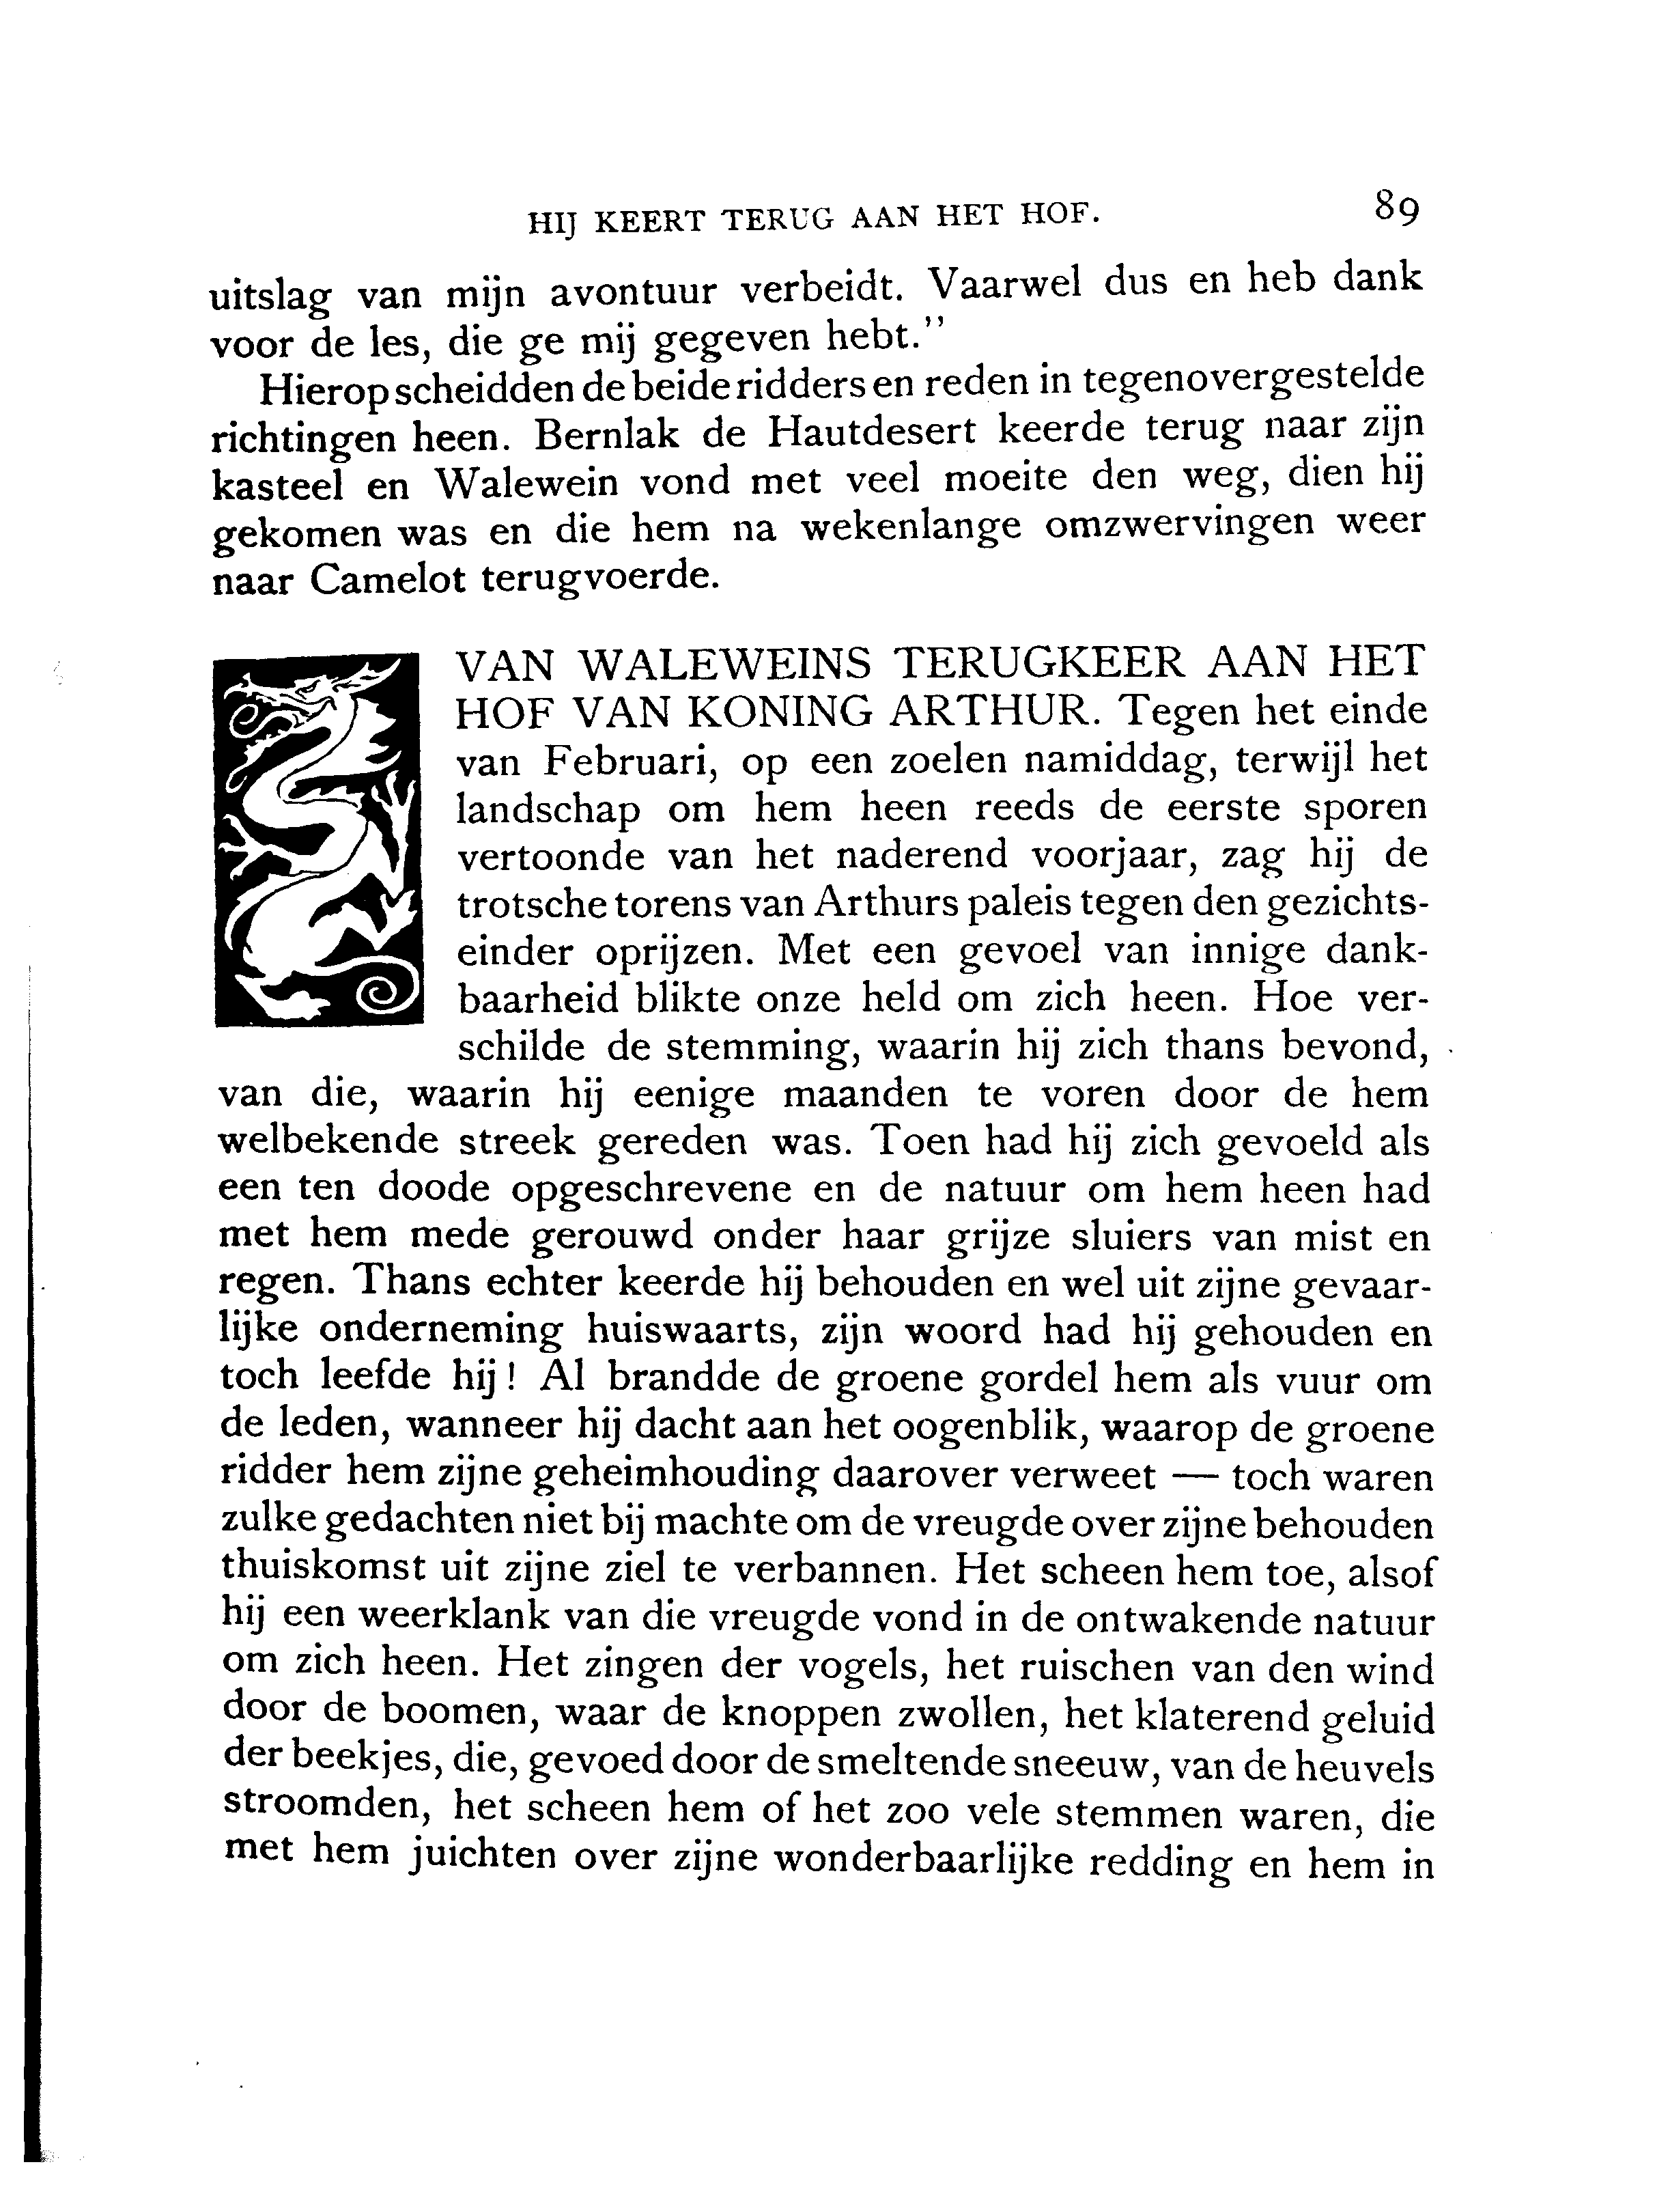 HIJ KEERT TERUG AAN HET HOF. 89
uitslag van mijn avontuur verbeidt. Vaarwel dus en heb dank
voor de les, die ge mij gegeven hebt.”
Hierop scheidden de beide ridders en reden in tegenovergestelde
richtingen heen. Bernlak de Hautdesert keerde terug naar zijn
kasteel en Walewein vond met veel moeite den weg, dien hij
gekomen was en die hem na wekenlange omzwervingen weer
naar Camelot terugvoerde.
VAN WALEWEINS TERUGKEER AAN HET
HOF VAN KONING ARTHUR. Tegen het einde
van Februari, op een zoelen namiddag, terwijl het
landschap om hem heen reeds de eerste sporen
vertoonde van het naderend voorjaar, zag hij de
trotsche torens van Arthurs paleis tegen den gezichts-
einder oprijzen. Met een gevoel van innige dank-
baarheid blikte onze held om zich heen. Hoe ver-
schilde de stemming, waarin hij zich thans bevond,
van die, waarin hij eenige maanden te voren door de hem
welbekende streek gereden was. Toen had hij zich gevoeld als
een ten doode opgeschrevene en de natuur om hem heen had
met hem mede gerouwd onder haar grijze sluiers van mist en
regen. Thans echter keerde hij behouden en wel uit zijne gevaar-
lijke onderneming huiswaarts, zijn woord had hij gehouden en
toch leefde hij! Al brandde de groene gordel hem als vuur om
de leden, wanneer hij dacht aan het oogenblik, waarop de groene
ridder hem zijne geheimhouding daarover verweet — toch waren
zulke gedachten niet bij machte om de vreugde over zijne behouden
thuiskomst uit zijne ziel te verbannen. Het scheen hem toe, alsof
hij een weerklank van die vreugde vond in de ontwakende natuur
om zich heen. Het zingen der vogels, het ruischen van den wind
door de boomen, waar de knoppen zwollen, het klaterend geluid
der beekjes, die, gevoed door de smeltende sneeuw, van de heuvels
stroomden, het scheen hem of het zoo vele stemmen waren, die
met hem juichten over zijne wonderbaarlijke redding en hem in